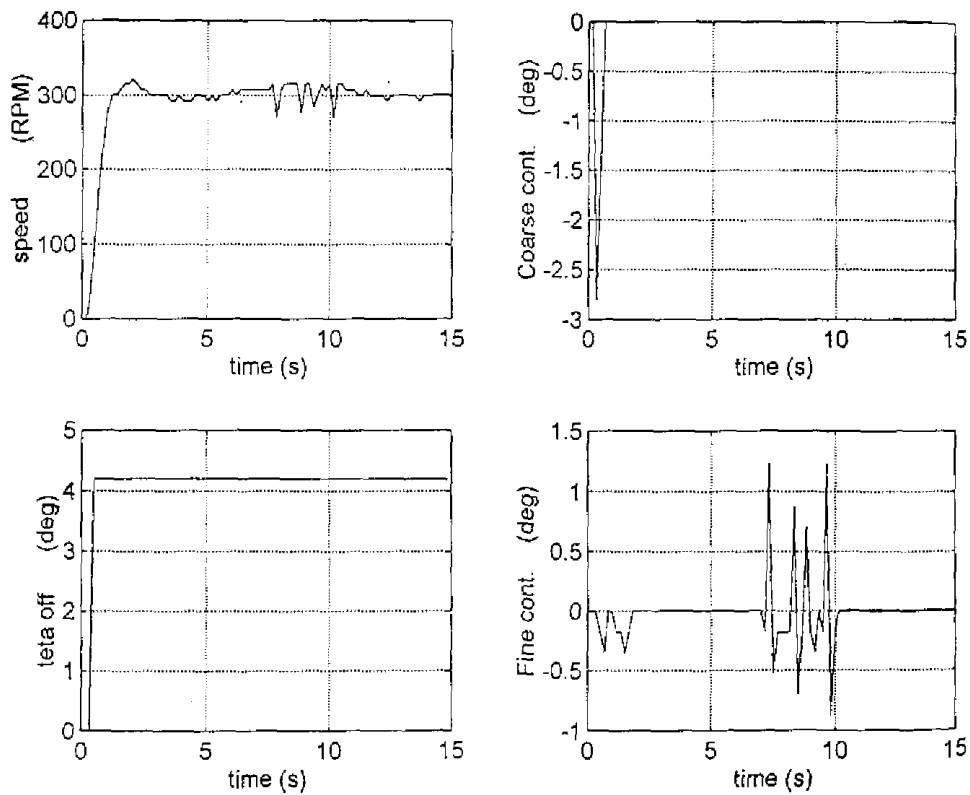 400
300
200
100
0
speed (RPM)
0 5 10 15
time (s)
0
-0.5
-1
-1.5
-2
-2.5
-3
Coarse cont. (deg)
0 5 10 15
time (s)
5
4
3
2
1
0
teta off (deg)
0 5 10 15
time (s)
1.5
1
0.5
0
-0.5
-1
Fine cont. (deg)
0 5 10 15
time (s)